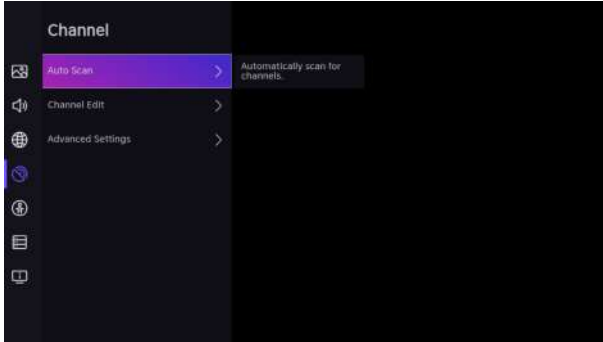 Channel
Auto Scan
Automatically scan for
channels.
Channel Edit
Advanced Settings